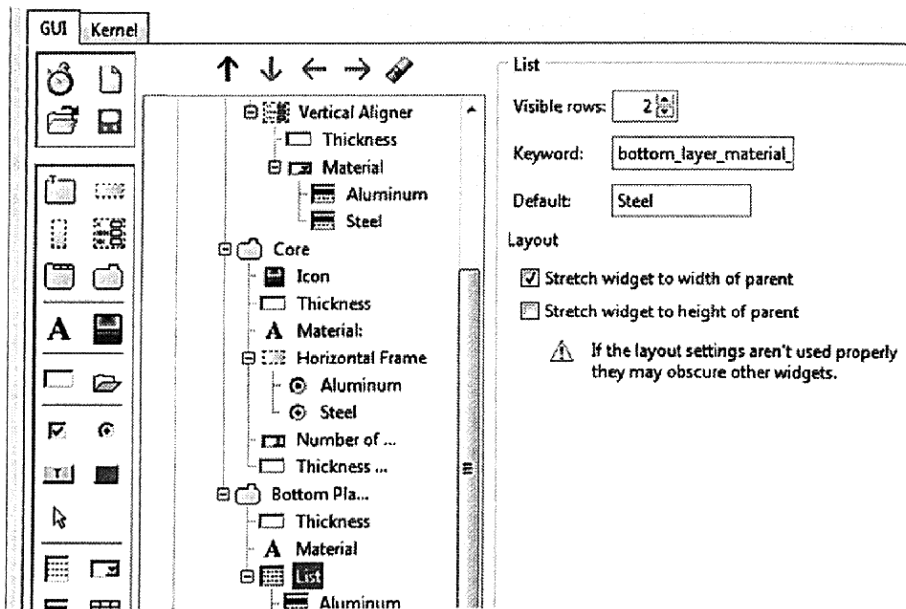 GUI Kernel
List
Vertical Aligner
Thickness
Material
Aluminum
Steel
Core
Icon
Thickness
A Material:
Horizontal Frame
Aluminum
Steel
Number of ...
Thickness ...
Bottom Pla...
Thickness
A Material
List
Aluminum
A
T
T
Visible rows: 2
Keyword: bottom_layer_material_
Default: Steel
Layout
Stretch widget to width of parent
Stretch widget to height of parent
If the layout settings aren't used properly
they may obscure other widgets.